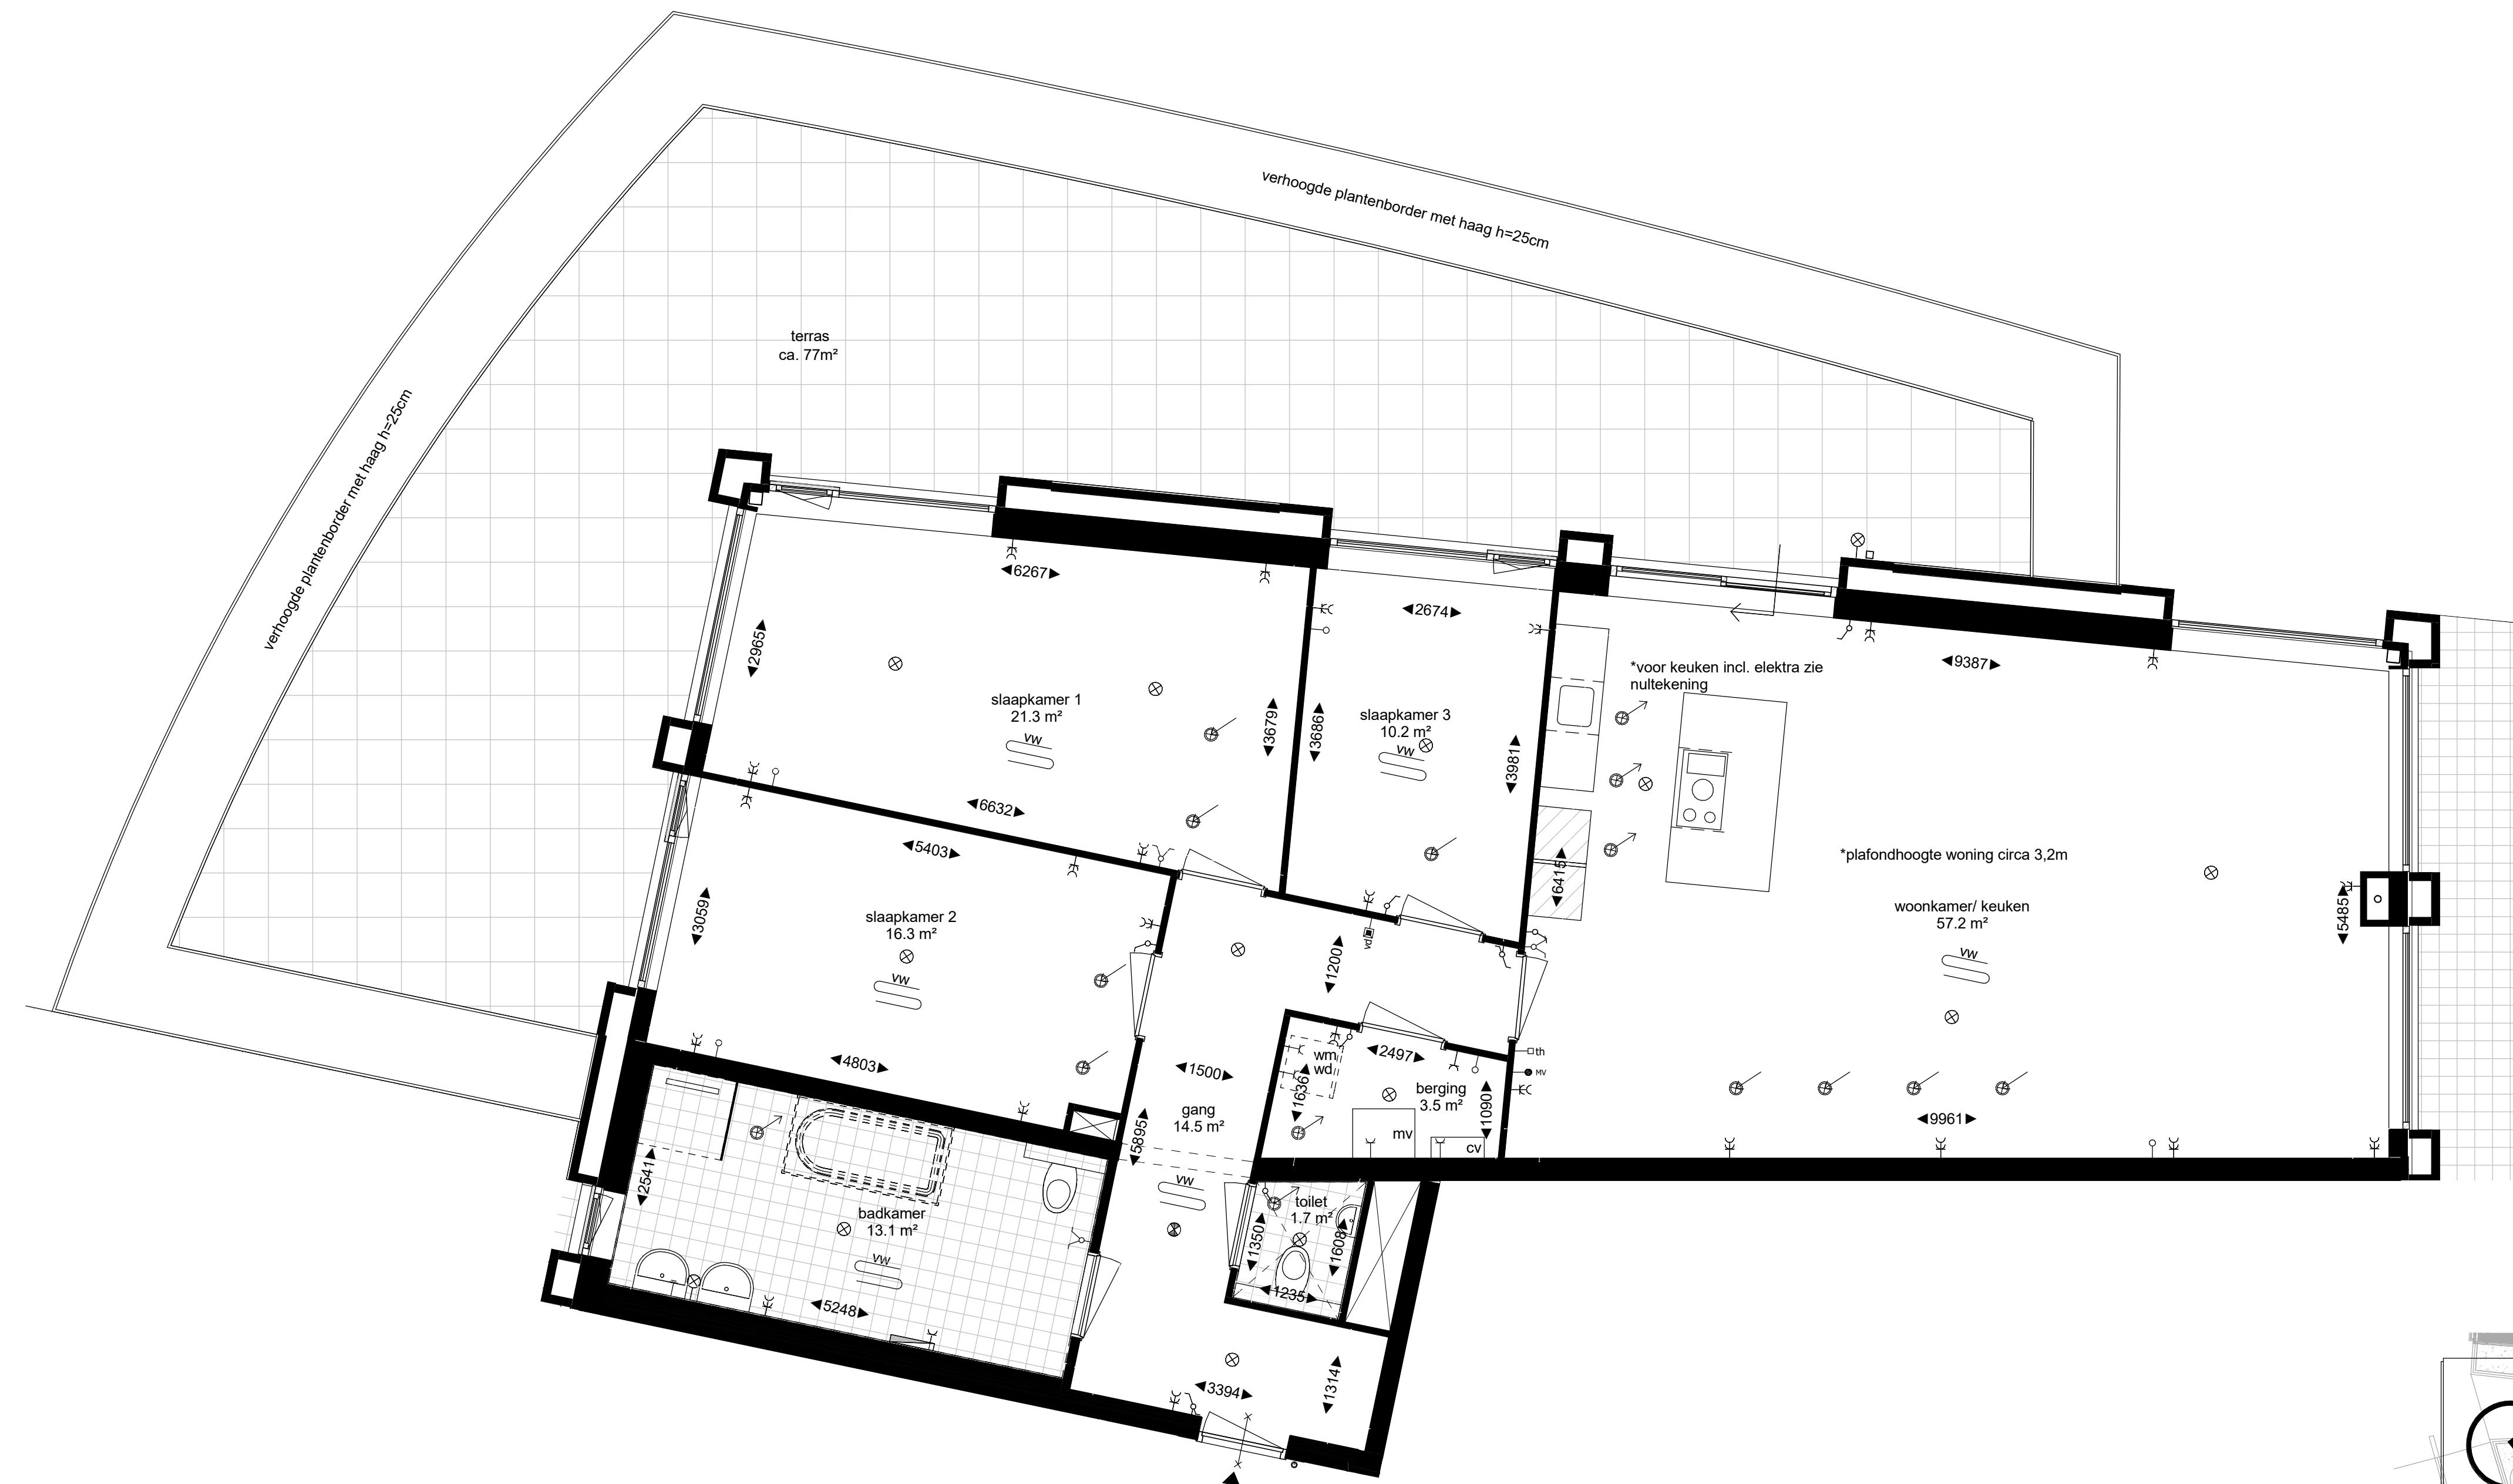 verhoogde plantenborder met haag h=25cm
terras
ca. 77m²
verhoogde plantenborder met haag h=25cm
6267
2965
slaapkamer 1
21.3 m²
vw
3679
6632
3686
2674
slaapkamer 3
10.2 m²
vw
3981
*voor keuken incl. elektra zie
nultekening
9387
16415
*plafondhoogte woning circa 3,2m
woonkamer/ keuken
57.2 m²
vw
5485
9961
5403
3059
slaapkamer 2
16.3 m²
vw
4803
vd
1200
1500
gang
14.5 m²
5895
vw
wm
wd
1636
2497
berging
3.5 m²
1090
mv
cv
th
MV
2541
badkamer
13.1 m²
vw
5248
toilet
1.7 m²
1350
1608
1235
3394
1314